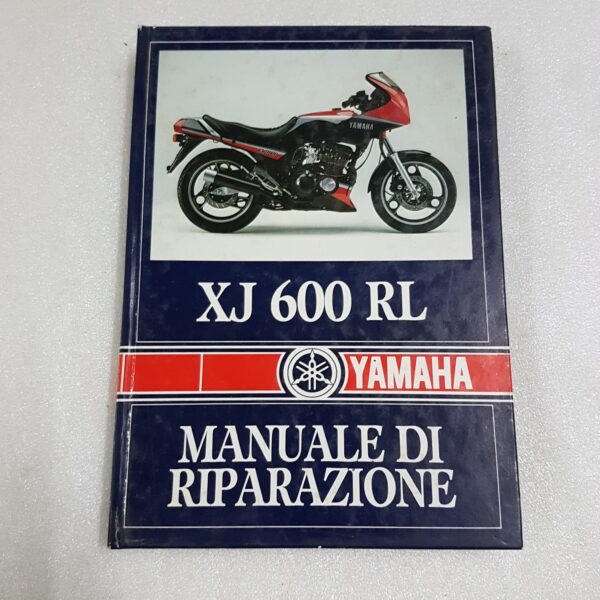 YAMAHA
XJ 600 RL
YAMAHA
MANUALE DI
RIPARAZIONE